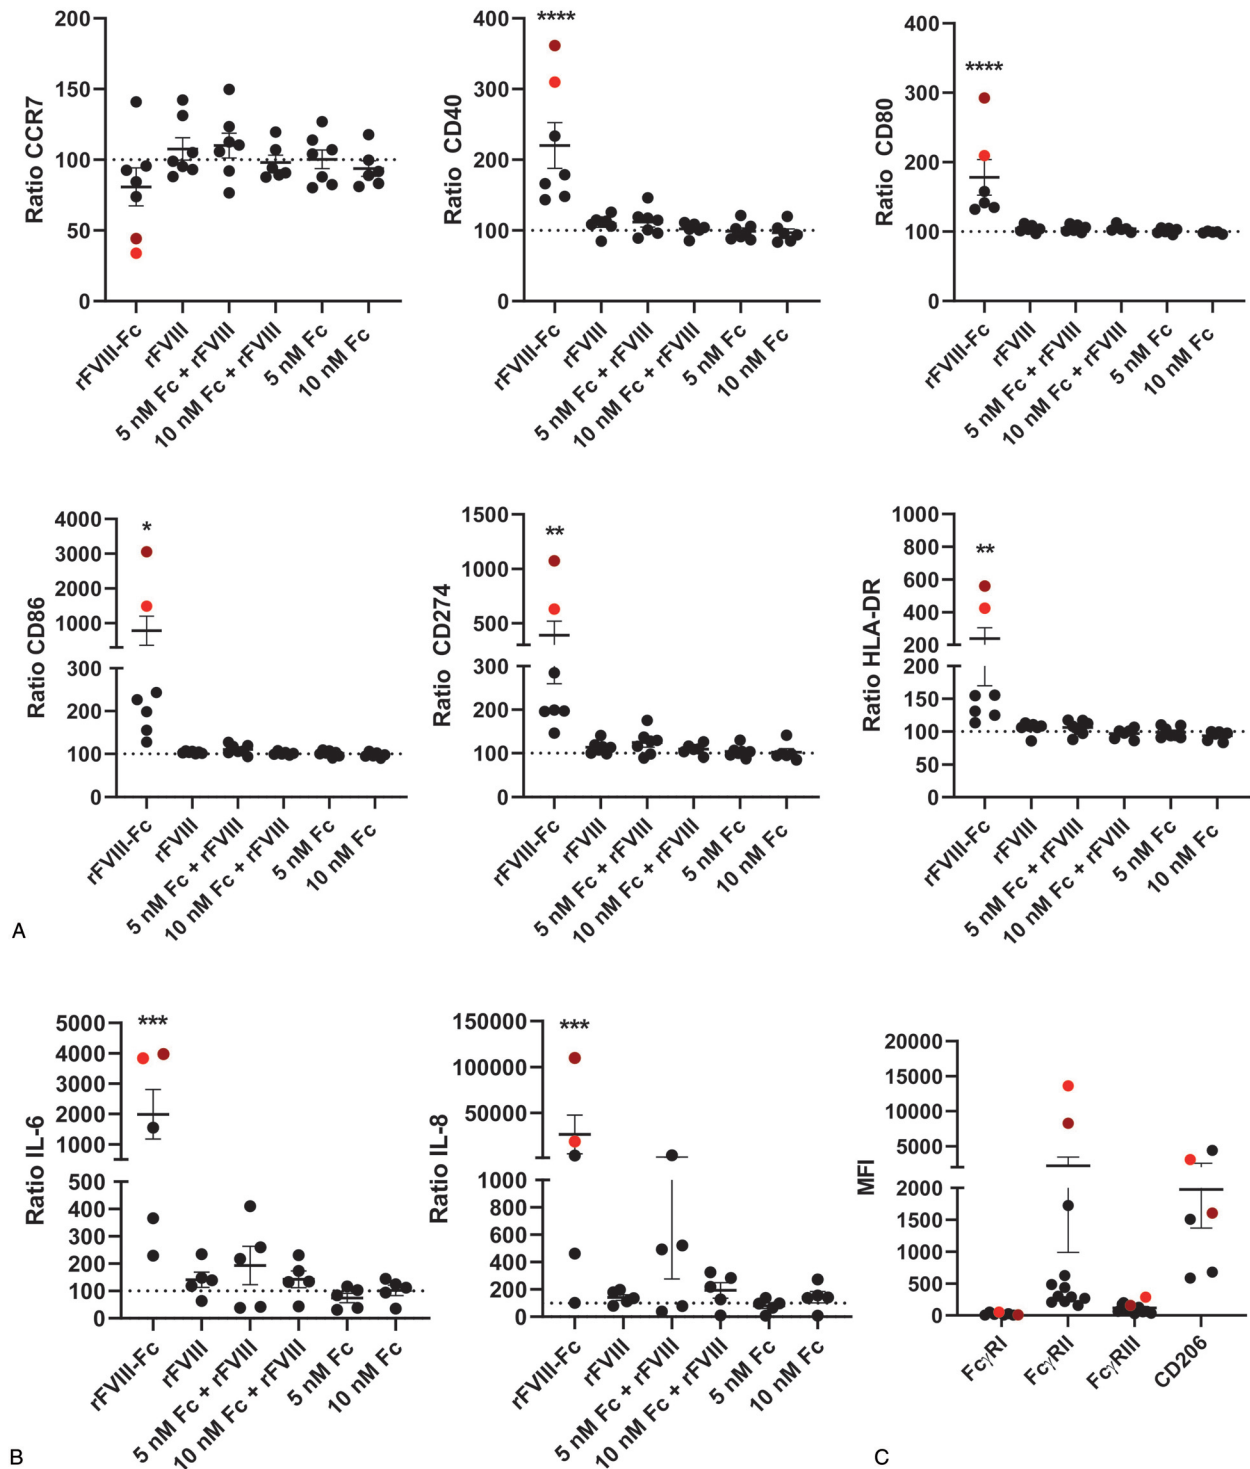 200
150
100
50
0
Ratio CCR7
rFVIII-Fc
rFVIII
5 nM Fc + rFVIII
10 nM Fc + rFVIII
5 nM Fc
10 nM Fc
400
300
200
100
0
Ratio CD40
****
rFVIII-Fc
rFVIII
5 nM Fc + rFVIII
10 nM Fc + rFVIII
5 nM Fc
10 nM Fc
400
300
200
100
0
Ratio CD80
****
rFVIII-Fc
rFVIII
5 nM Fc + rFVIII
10 nM Fc + rFVIII
5 nM Fc
10 nM Fc
4000
3000
2000
1000
300
200
100
0
Ratio CD86
*
rFVIII-Fc
rFVIII
5 nM Fc + rFVIII
10 nM Fc + rFVIII
5 nM Fc
10 nM Fc
1500
1000
500
300
200
100
0
Ratio CD274
**
rFVIII-Fc
rFVIII
5 nM Fc + rFVIII
10 nM Fc + rFVIII
5 nM Fc
10 nM Fc
1000
800
600
400
200
200
150
100
50
0
Ratio HLA-DR
**
rFVIII-Fc
rFVIII
5 nM Fc + rFVIII
10 nM Fc + rFVIII
5 nM Fc
10 nM Fc
A
5000
4000
3000
2000
1000
500
400
300
200
100
0
Ratio IL-6
***
rFVIII-Fc
rFVIII
5 nM Fc + rFVIII
10 nM Fc + rFVIII
5 nM Fc
10 nM Fc
150000
100000
50000
1000
800
600
400
200
0
Ratio IL-8
***
rFVIII-Fc
rFVIII
5 nM Fc + rFVIII
10 nM Fc + rFVIII
5 nM Fc
10 nM Fc
20000
15000
10000
5000
2000
1500
1000
500
0
MFI
FcγRI
FcγRII
FcγRIII
CD206
B
C